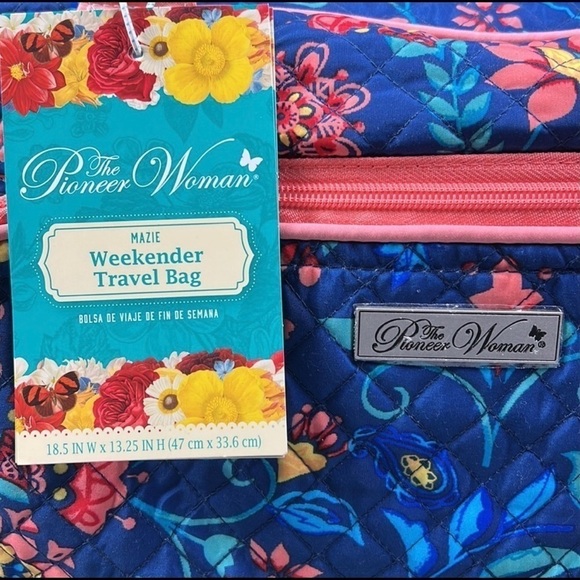 The
Pioneer Woman®
MAZIE
Weekender
Travel Bag
BOLSA DE VIAJE DE FIN DE SEMANA
18.5 IN W x 13.25 IN H (47 cm x 33.6 cm)
The
Pioneer Woman®